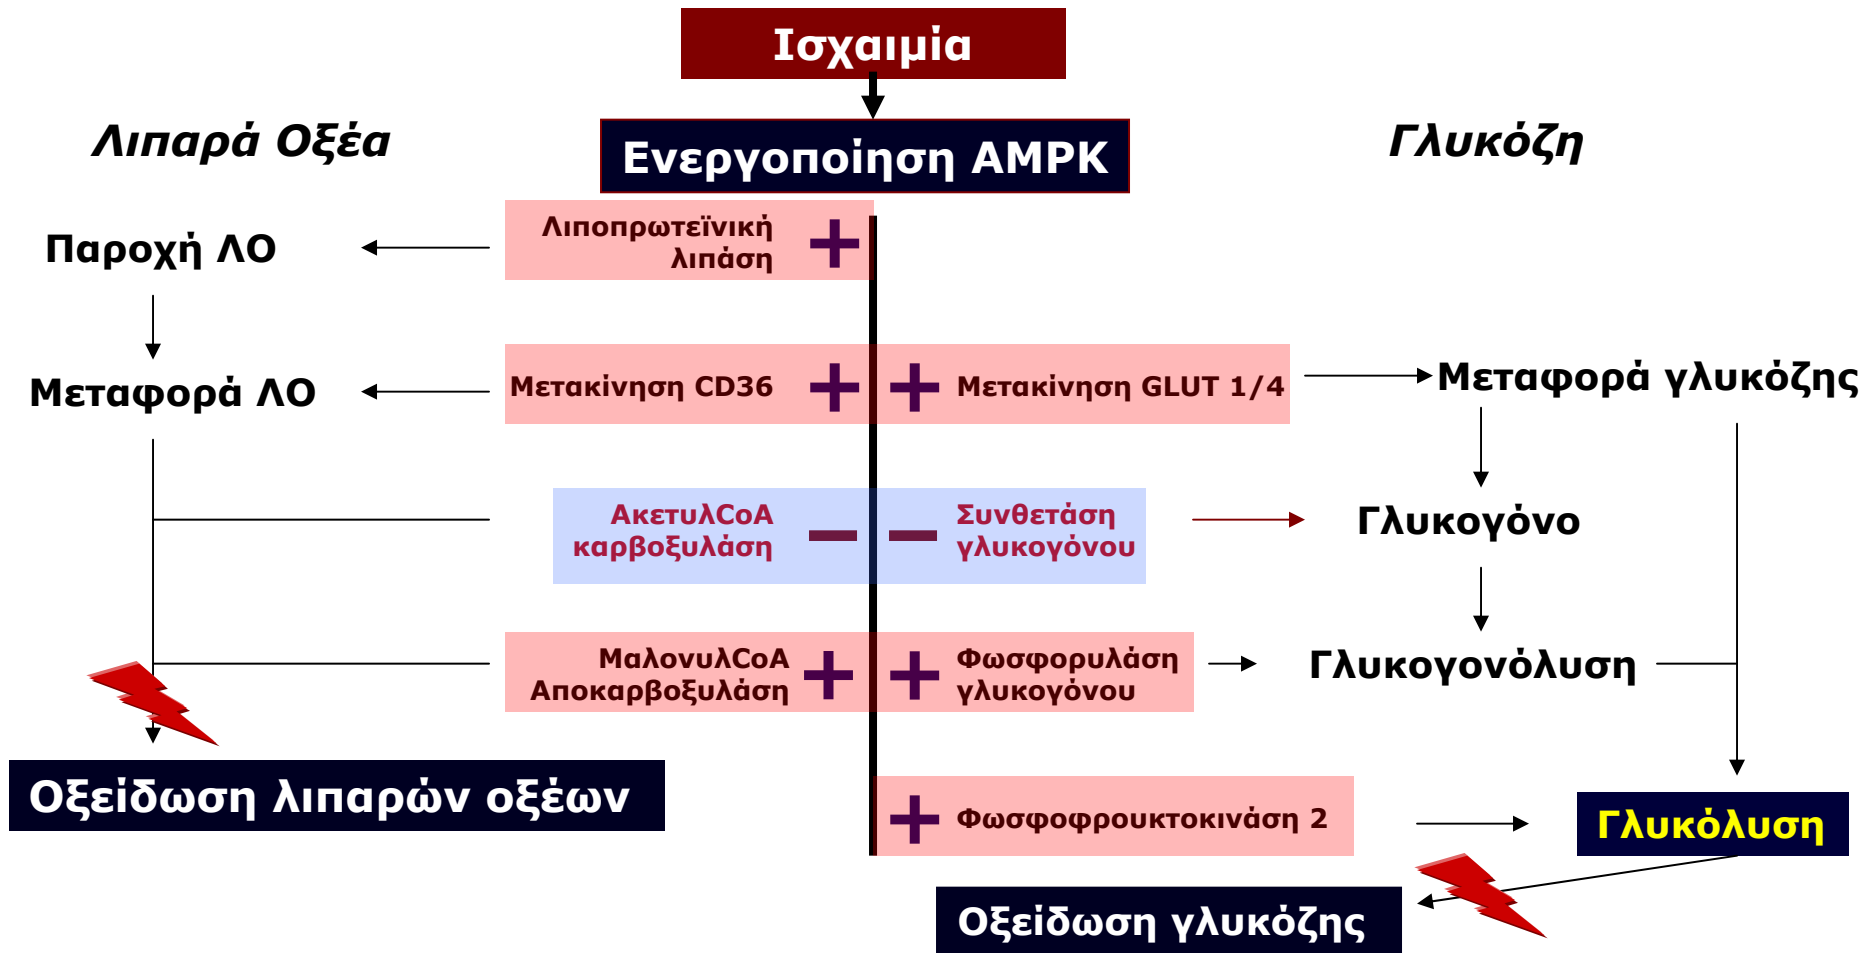 Ισχαιμία
Λιπαρά Οξέα
Ενεργοποίηση AMPK
Γλυκόζη
Παροχή ΛΟ
Λιποπρωτεϊνική
λιπάση
+
Μεταφορά ΛΟ
Μετακίνηση CD36
+
+
Μετακίνηση GLUT 1/4
Μεταφορά γλυκόζης
ΑκετυλCoA
καρβοξυλάση
−
−
Συνθετάση
γλυκογόνου
Γλυκογόνο
ΜαλονυλCoA
Αποκαρβοξυλάση
+
+
Φωσφορυλάση
γλυκογόνου
Γλυκογονόλυση
Οξείδωση λιπαρών οξέων
+
Φωσφοφρουκτοκινάση 2
Γλυκόλυση
Οξείδωση γλυκόζης